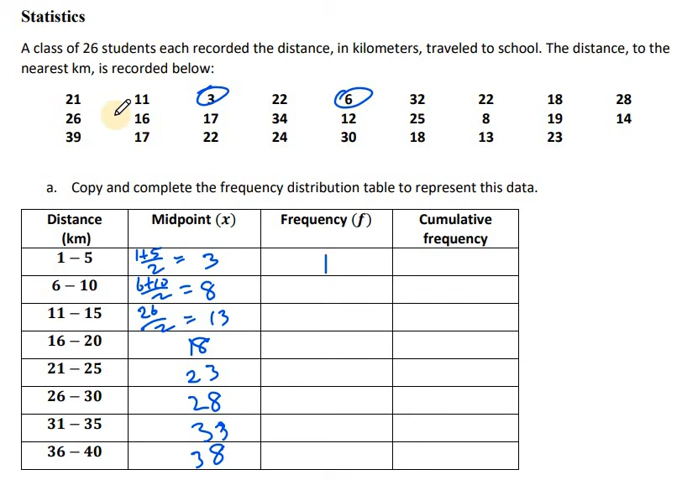 Statistics
A class of 26 students each recorded the distance, in kilometers, traveled to school. The distance, to the
nearest km, is recorded below:
21 11 3 22 6 32 22 18 28
26 16 17 34 12 25 8 19 14
39 17 22 24 30 18 13 23
a. Copy and complete the frequency distribution table to represent this data.
Distance (km) Midpoint (x) Frequency (f) Cumulative frequency
1 – 5 1+5/2 = 3 1
6 – 10 6+10/2 = 8
11 – 15 26/2 = 13
16 – 20 18
21 – 25 23
26 – 30 28
31 – 35 33
36 – 40 38